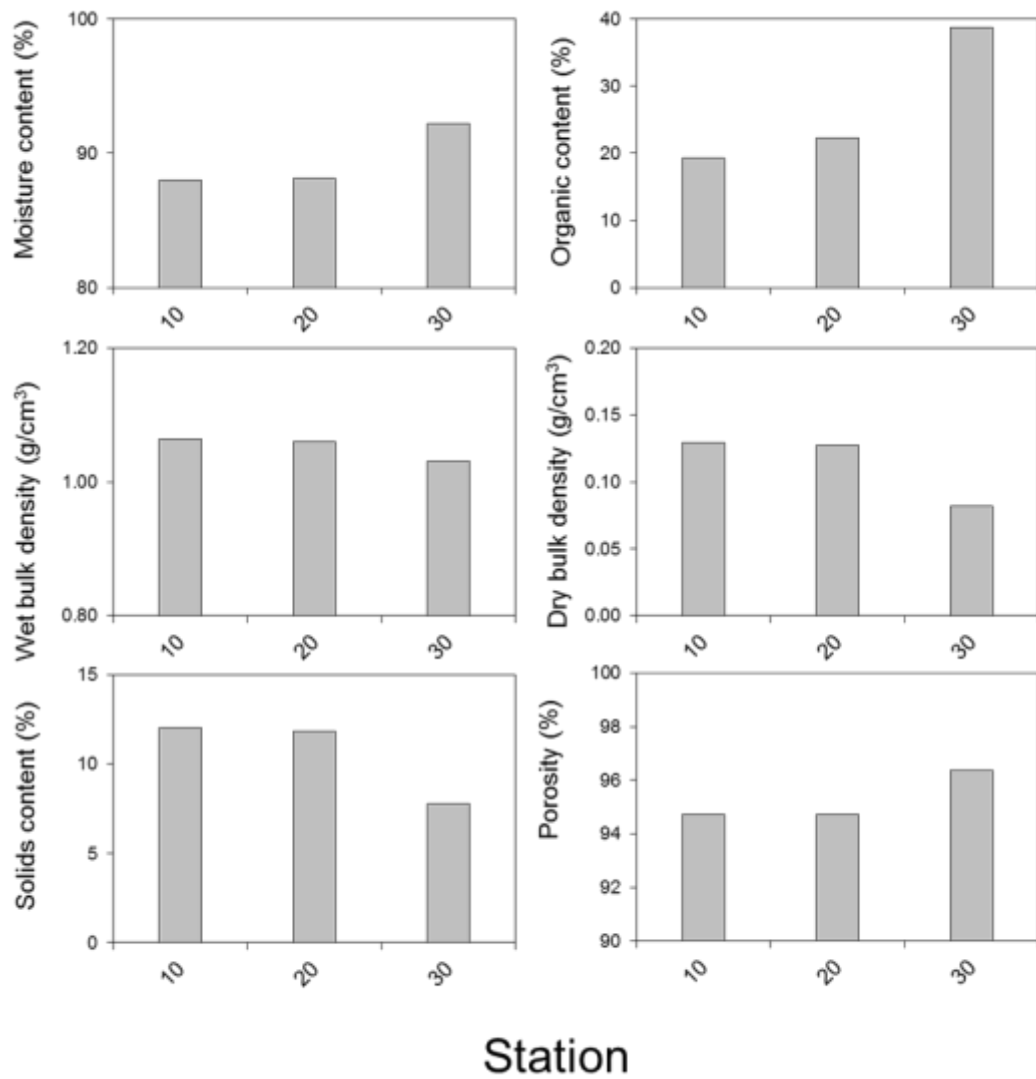 Moisture content (%)
100
90
80
10 20 30
Organic content (%)
40
30
20
10
0
10 20 30
Wet bulk density (g/cm³)
1.20
1.00
0.80
10 20 30
Dry bulk density (g/cm³)
0.20
0.15
0.10
0.05
0.00
10 20 30
Solids content (%)
15
10
5
0
10 20 30
Porosity (%)
100
98
96
94
92
90
10 20 30
Station